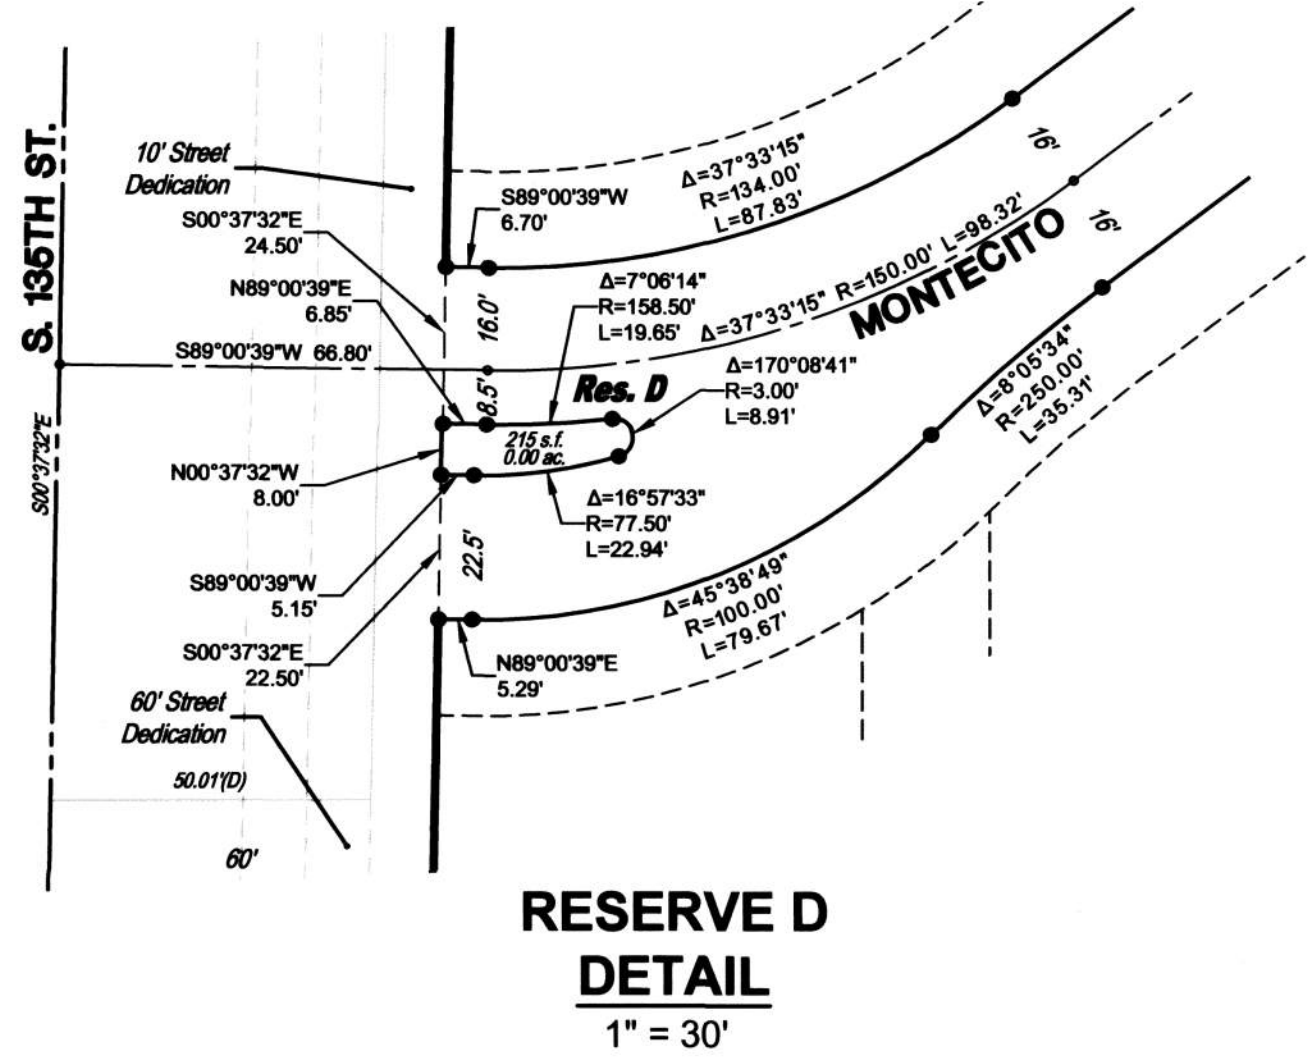 S. 135TH ST.
10' Street
Dedication
S00°37'32"E
24.50'
S89°00'39"W
6.70'
Δ=37°33'15"
R=134.00'
L=87.83'
16'
16'
N89°00'39"E
6.85'
16.0'
Δ=7°06'14"
R=158.50'
L=19.65'
Δ=37°33'15" R=150.00' L=98.32'
MONTECITO
S89°00'39"W 66.80'
8.5'
Res. D
Δ=170°08'41"
R=3.00'
L=8.91'
215 s.f.
0.00 ac.
Δ=8°05'34"
R=250.00'
L=35.31'
S00°37'32"E
N00°37'32"W
8.00'
Δ=16°57'33"
R=77.50'
L=22.94'
22.5'
S89°00'39"W
5.15'
Δ=45°38'49"
R=100.00'
L=79.67'
S00°37'32"E
22.50'
N89°00'39"E
5.29'
60' Street
Dedication
50.01'(D)
60'
RESERVE D
DETAIL
1" = 30'